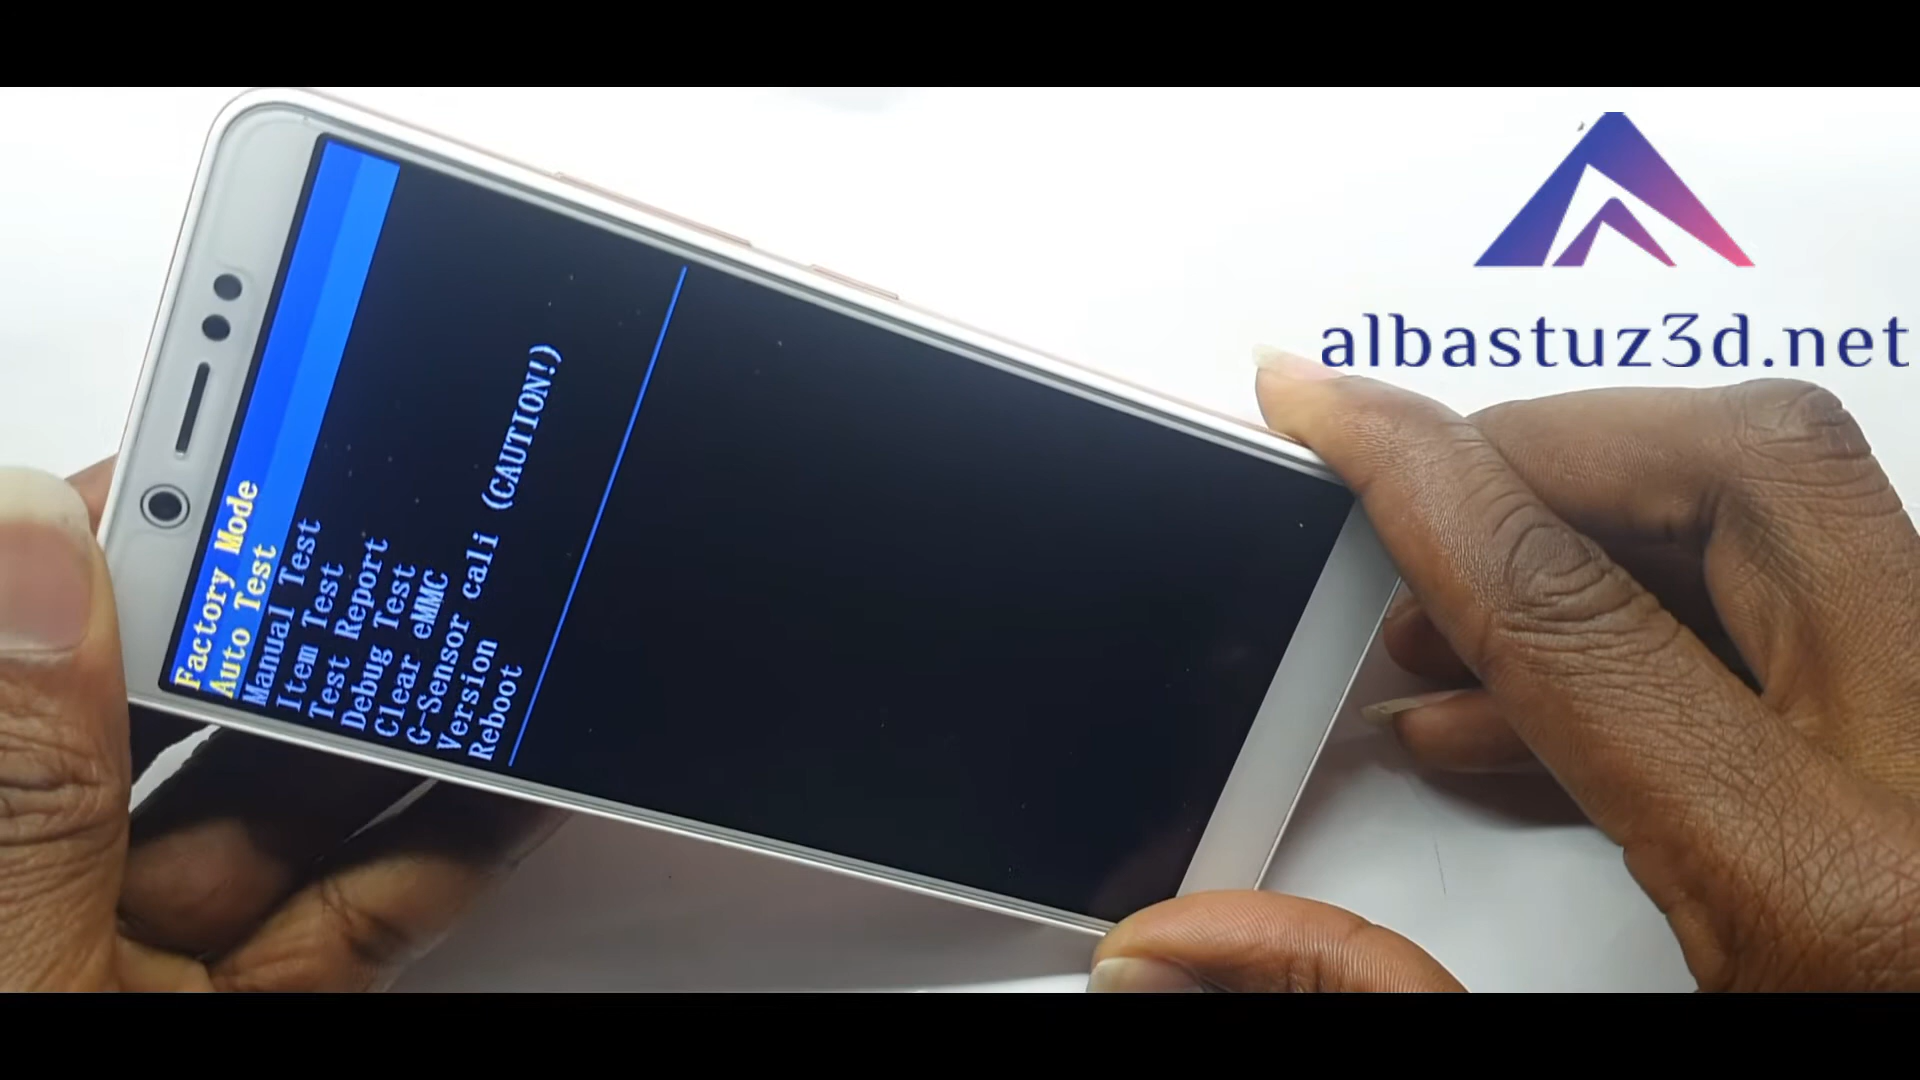 Factory Mode
Auto Test
Manual Test
Item Test
Test Report
Debug Test
Clear eMMC
G-Sensor cali (CAUTION!)
Version
Reboot
albastuz3d.net